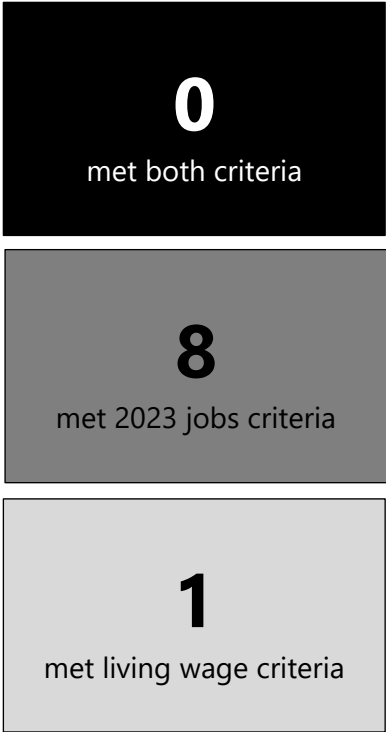 0
met both criteria
8
met 2023 jobs criteria
1
met living wage criteria